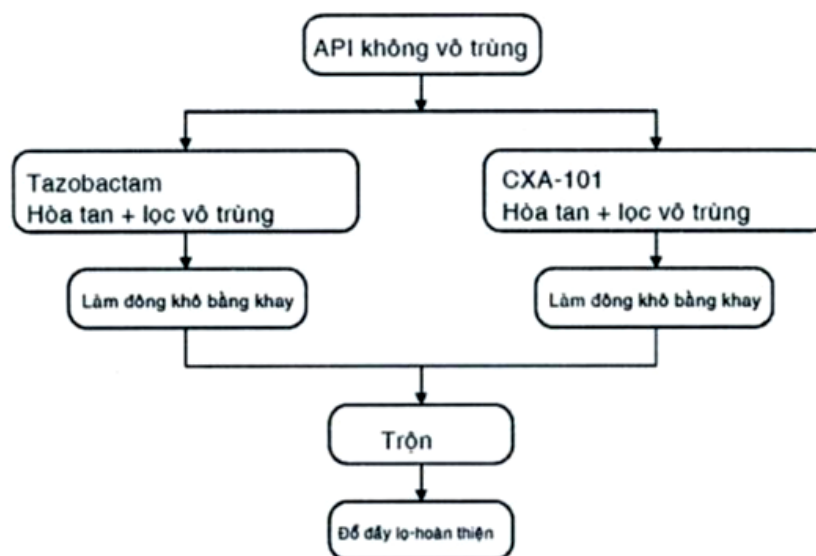 API không vô trùng
Tazobactam
Hòa tan + lọc vô trùng
CXA-101
Hòa tan + lọc vô trùng
Làm đông khô bằng khay
Làm đông khô bằng khay
Trộn
Đổ đầy lọ-hoàn thiện